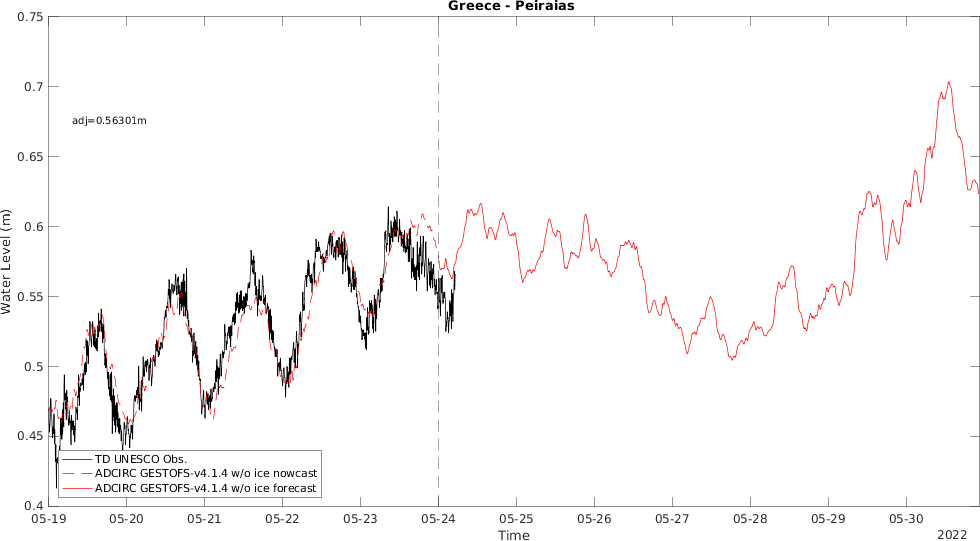 Greece - Peiraias
0.75
0.7
0.65
0.6
0.55
0.5
0.45
0.4
Water Level (m)
adj=0.56301m
TD UNESCO Obs.
ADCIRC GESTOFS-v4.1.4 w/o ice nowcast
ADCIRC GESTOFS-v4.1.4 w/o ice forecast
05-19 05-20 05-21 05-22 05-23 05-24 05-25 05-26 05-27 05-28 05-29 05-30
Time
2022